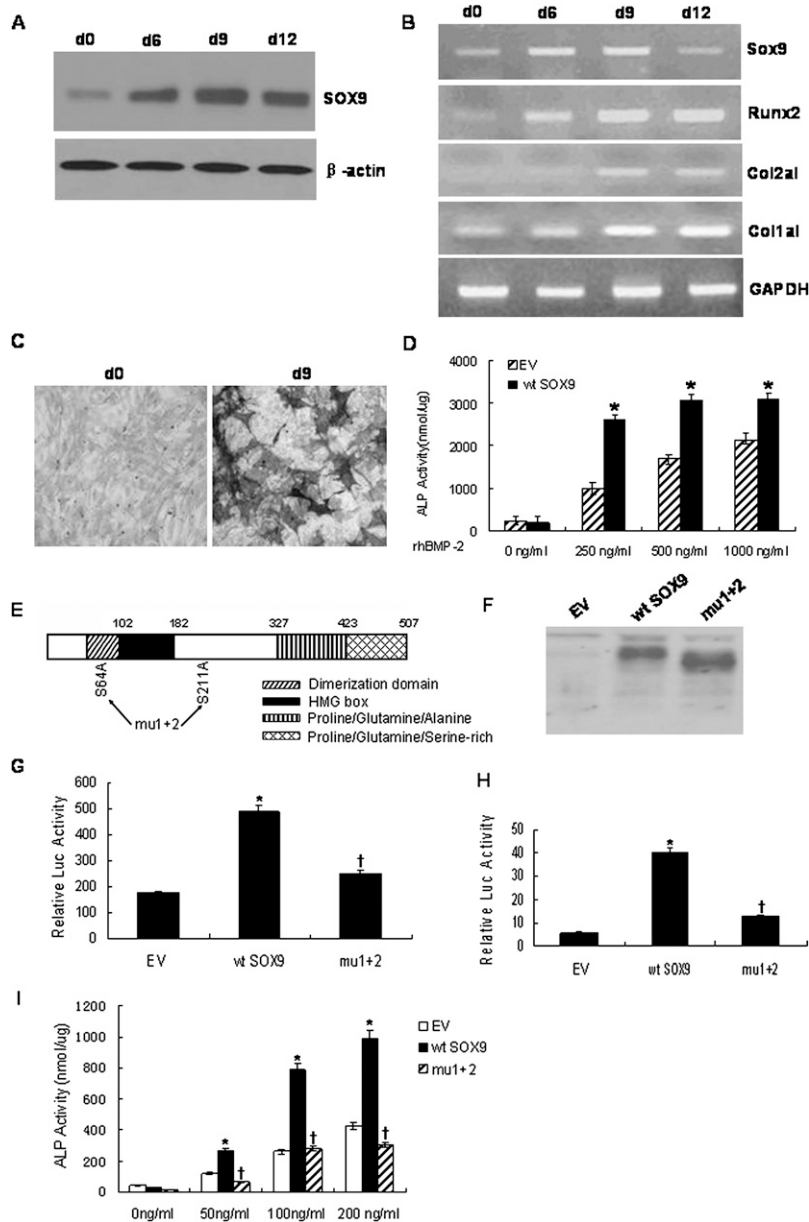 A
d0 d6 d9 d12
SOX9
β-actin
B
d0 d6 d9 d12
Sox9
Runx2
Col2al
Col1al
GAPDH
C
d0 d9
D
EV
wt SOX9
ALP Activity(nmol/ug)
4000
3000
2000
1000
0
* * *
rhBMP-2 0 ng/ml 250 ng/ml 500 ng/ml 1000 ng/ml
E
102 182 327 423 507
S64A S211A
mu1+2
Dimerization domain
HMG box
Proline/Glutamine/Alanine
Proline/Glutamine/Serine-rich
F
EV wt SOX9 mu1+2
G
Relative Luc Activity
600
500
400
300
200
100
0
* †
EV wt SOX9 mu1+2
H
Relative Luc Activity
50
40
30
20
10
0
* †
EV wt SOX9 mu1+2
I
ALP Activity (nmol/ug)
1200
1000
800
600
400
200
0
* † * † * †
EV
wt SOX9
mu1+2
0ng/ml 50ng/ml 100ng/ml 200 ng/ml